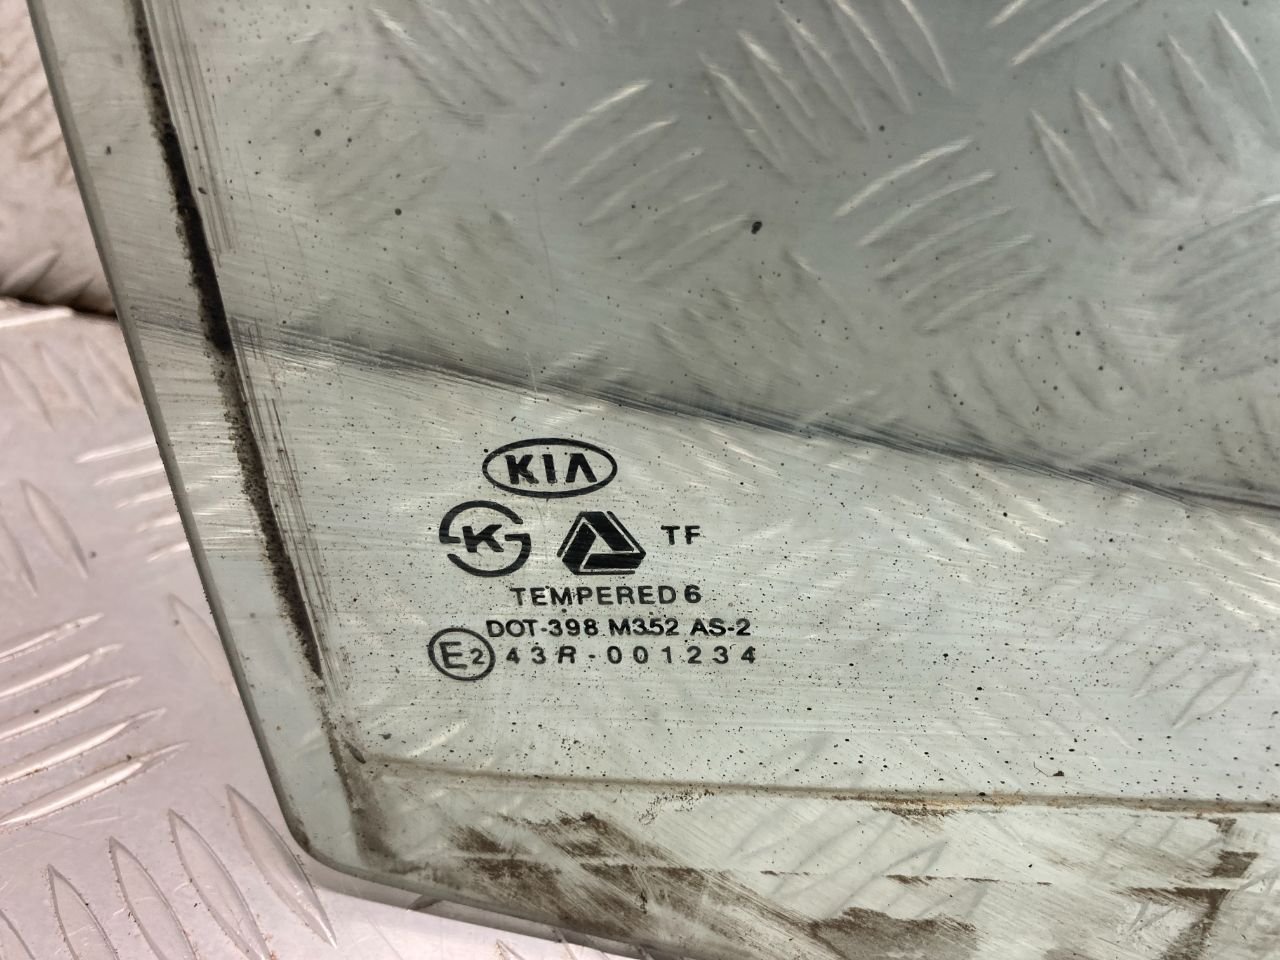 KIA
K TF
TEMPERED 6
DOT-398 M352 AS-2
E2 43R-001234